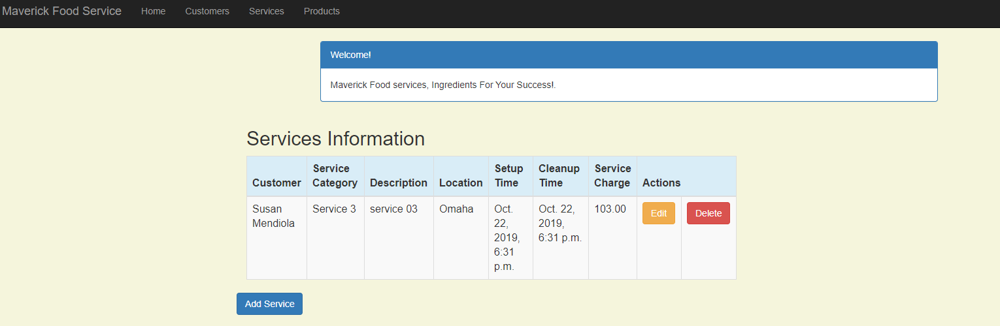 Maverick Food Service Home Customers Services Products
Welcome!
Maverick Food services, Ingredients For Your Success!.
Services Information
Customer
Service
Category
Description
Location
Setup
Time
Cleanup
Time
Service
Charge
Actions
Susan
Mendiola
Service 3
service 03
Omaha
Oct.
22,
2019,
6:31
p.m.
Oct. 22,
2019,
6:31 p.m.
103.00
Edit
Delete
Add Service